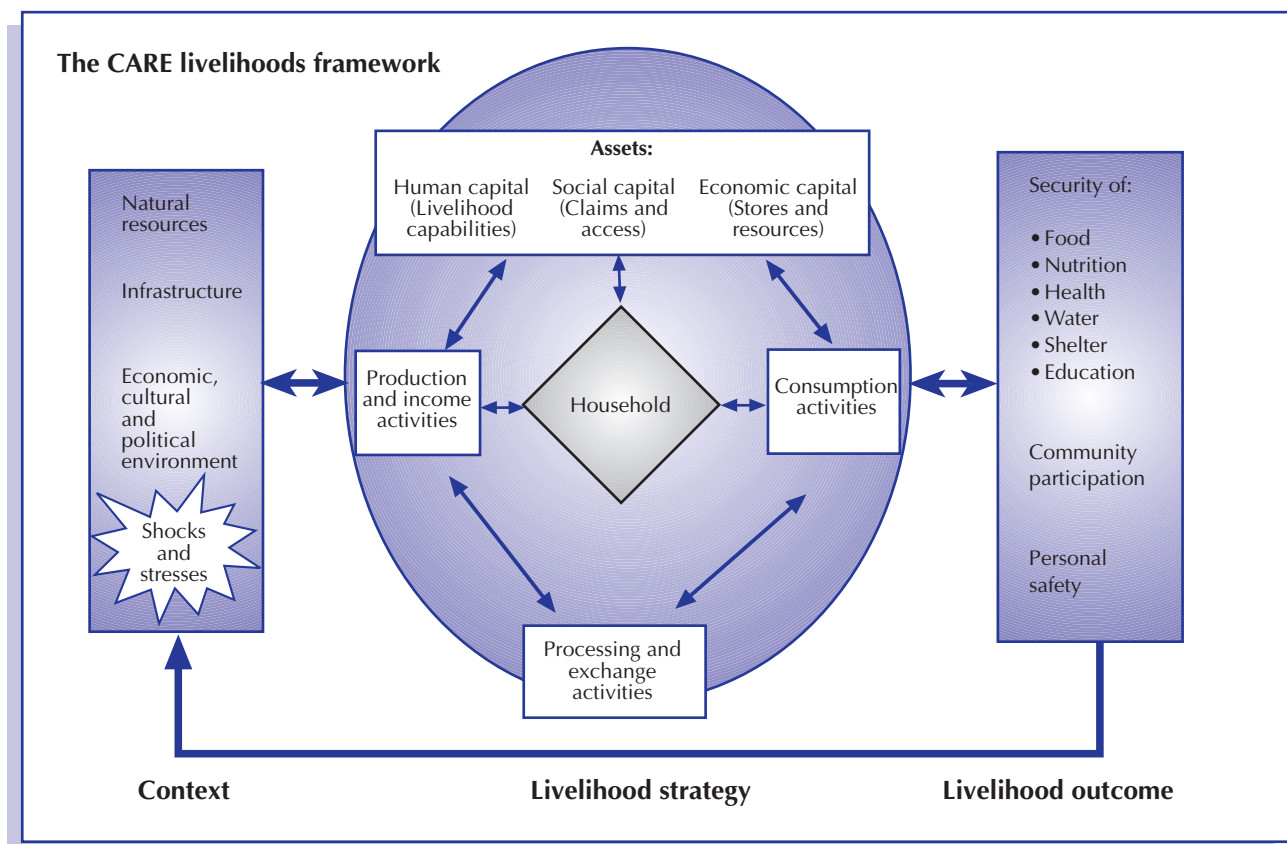 The CARE livelihoods framework
Natural
resources
Infrastructure
Economic,
cultural
and
political
environment
Shocks
and
stresses
Assets:
Human capital
(Livelihood
capabilities)
Social capital
(Claims and
access)
Economic capital
(Stores and
resources)
Production
and income
activities
Household
Consumption
activities
Processing and
exchange
activities
Security of:
• Food
• Nutrition
• Health
• Water
• Shelter
• Education
Community
participation
Personal
safety
Context
Livelihood strategy
Livelihood outcome